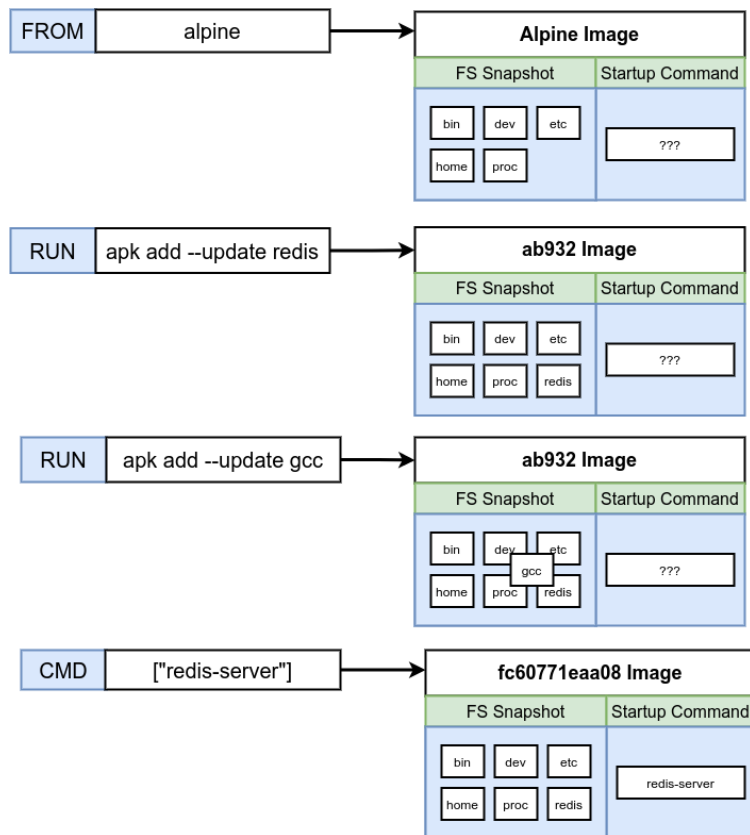 FROM alpine Alpine Image
FS Snapshot Startup Command
bin dev etc
???
home proc
RUN apk add --update redis ab932 Image
FS Snapshot Startup Command
bin dev etc
???
home proc redis
RUN apk add --update gcc ab932 Image
FS Snapshot Startup Command
bin dev etc
gcc ???
home proc redis
CMD ["redis-server"] fc60771eaa08 Image
FS Snapshot Startup Command
bin dev etc
redis-server
home proc redis